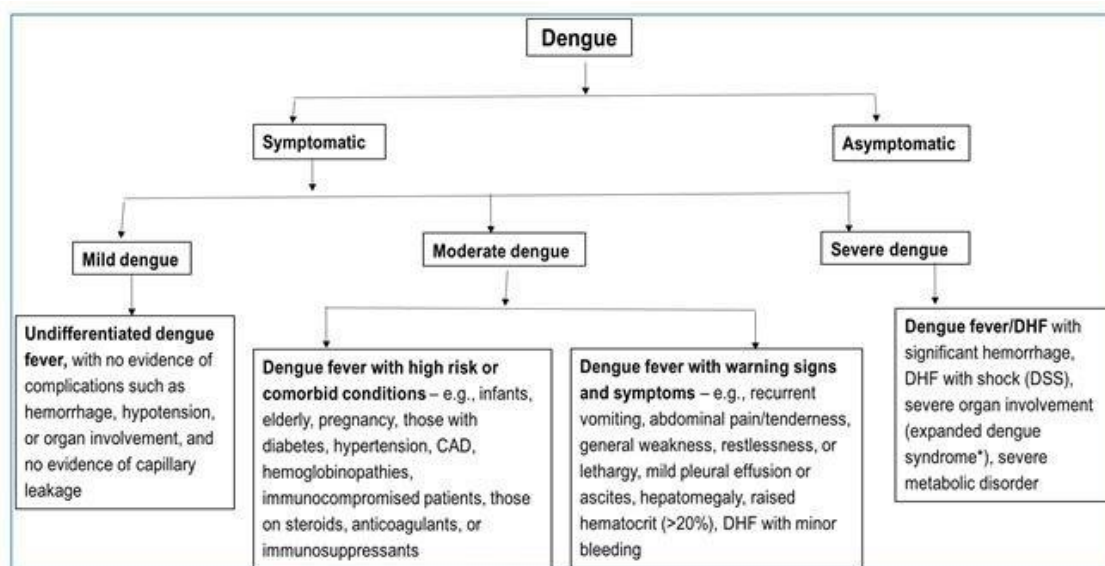 Dengue
Symptomatic
Asymptomatic
Mild dengue
Moderate dengue
Severe dengue
Undifferentiated dengue
fever, with no evidence of
complications such as
hemorrhage, hypotension,
or organ involvement, and
no evidence of capillary
leakage
Dengue fever with high risk or
comorbid conditions – e.g., infants,
elderly, pregnancy, those with
diabetes, hypertension, CAD,
hemoglobinopathies,
immunocompromised patients, those
on steroids, anticoagulants, or
immunosuppressants
Dengue fever with warning signs
and symptoms – e.g., recurrent
vomiting, abdominal pain/tenderness,
general weakness, restlessness, or
lethargy, mild pleural effusion or
ascites, hepatomegaly, raised
hematocrit (>20%), DHF with minor
bleeding
Dengue fever/DHF with
significant hemorrhage,
DHF with shock (DSS),
severe organ involvement
(expanded dengue
syndrome*), severe
metabolic disorder